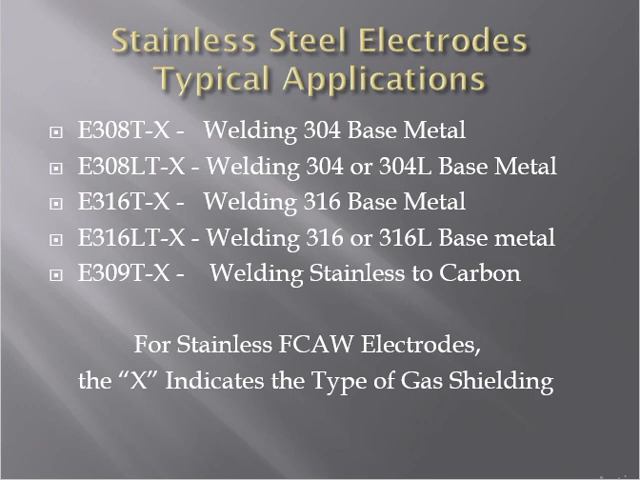 Stainless Steel Electrodes
Typical Applications
E308T-X - Welding 304 Base Metal
E308LT-X - Welding 304 or 304L Base Metal
E316T-X - Welding 316 Base Metal
E316LT-X - Welding 316 or 316L Base metal
E309T-X - Welding Stainless to Carbon
For Stainless FCAW Electrodes,
the “X” Indicates the Type of Gas Shielding